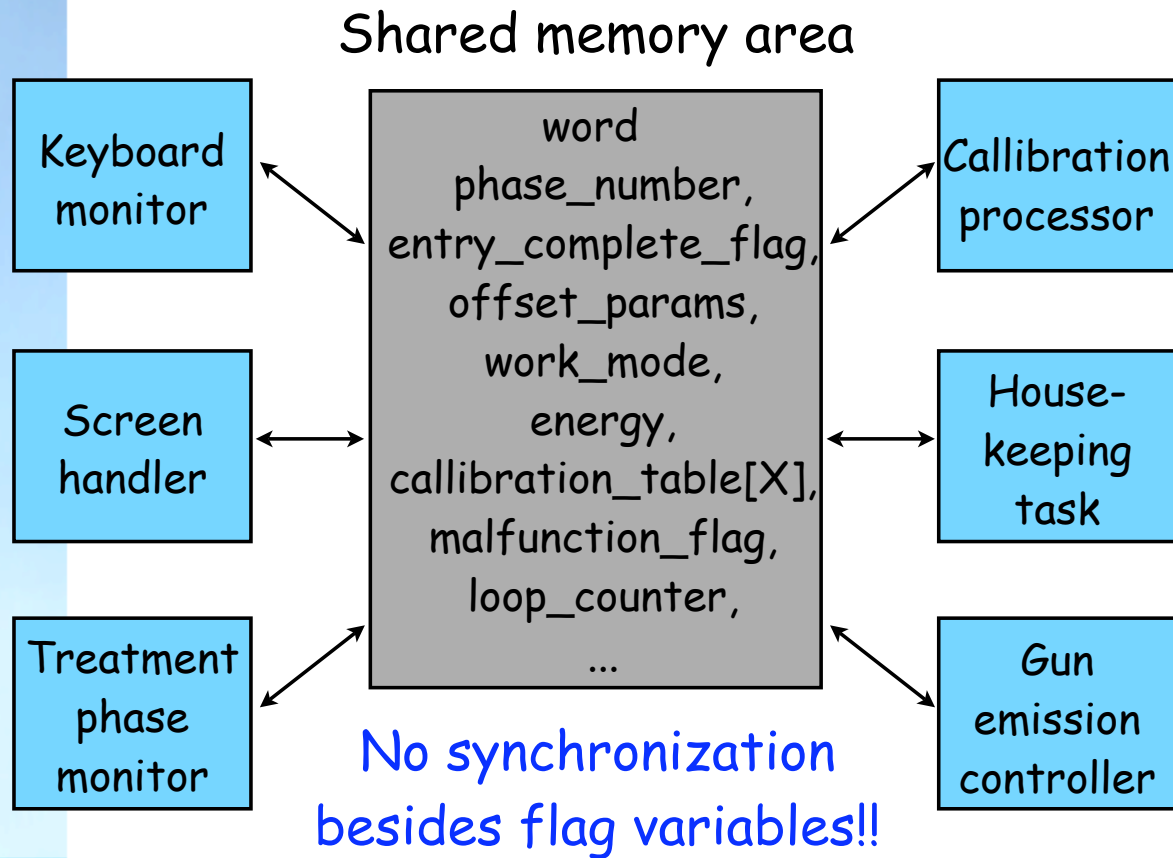 Shared memory area
Keyboard
monitor
Screen
handler
Treatment
phase
monitor
word
phase_number,
entry_complete_flag,
offset_params,
work_mode,
energy,
callibration_table[X],
malfunction_flag,
loop_counter,
...
Callibration
processor
House-
keeping
task
Gun
emission
controller
No synchronization
besides flag variables!!